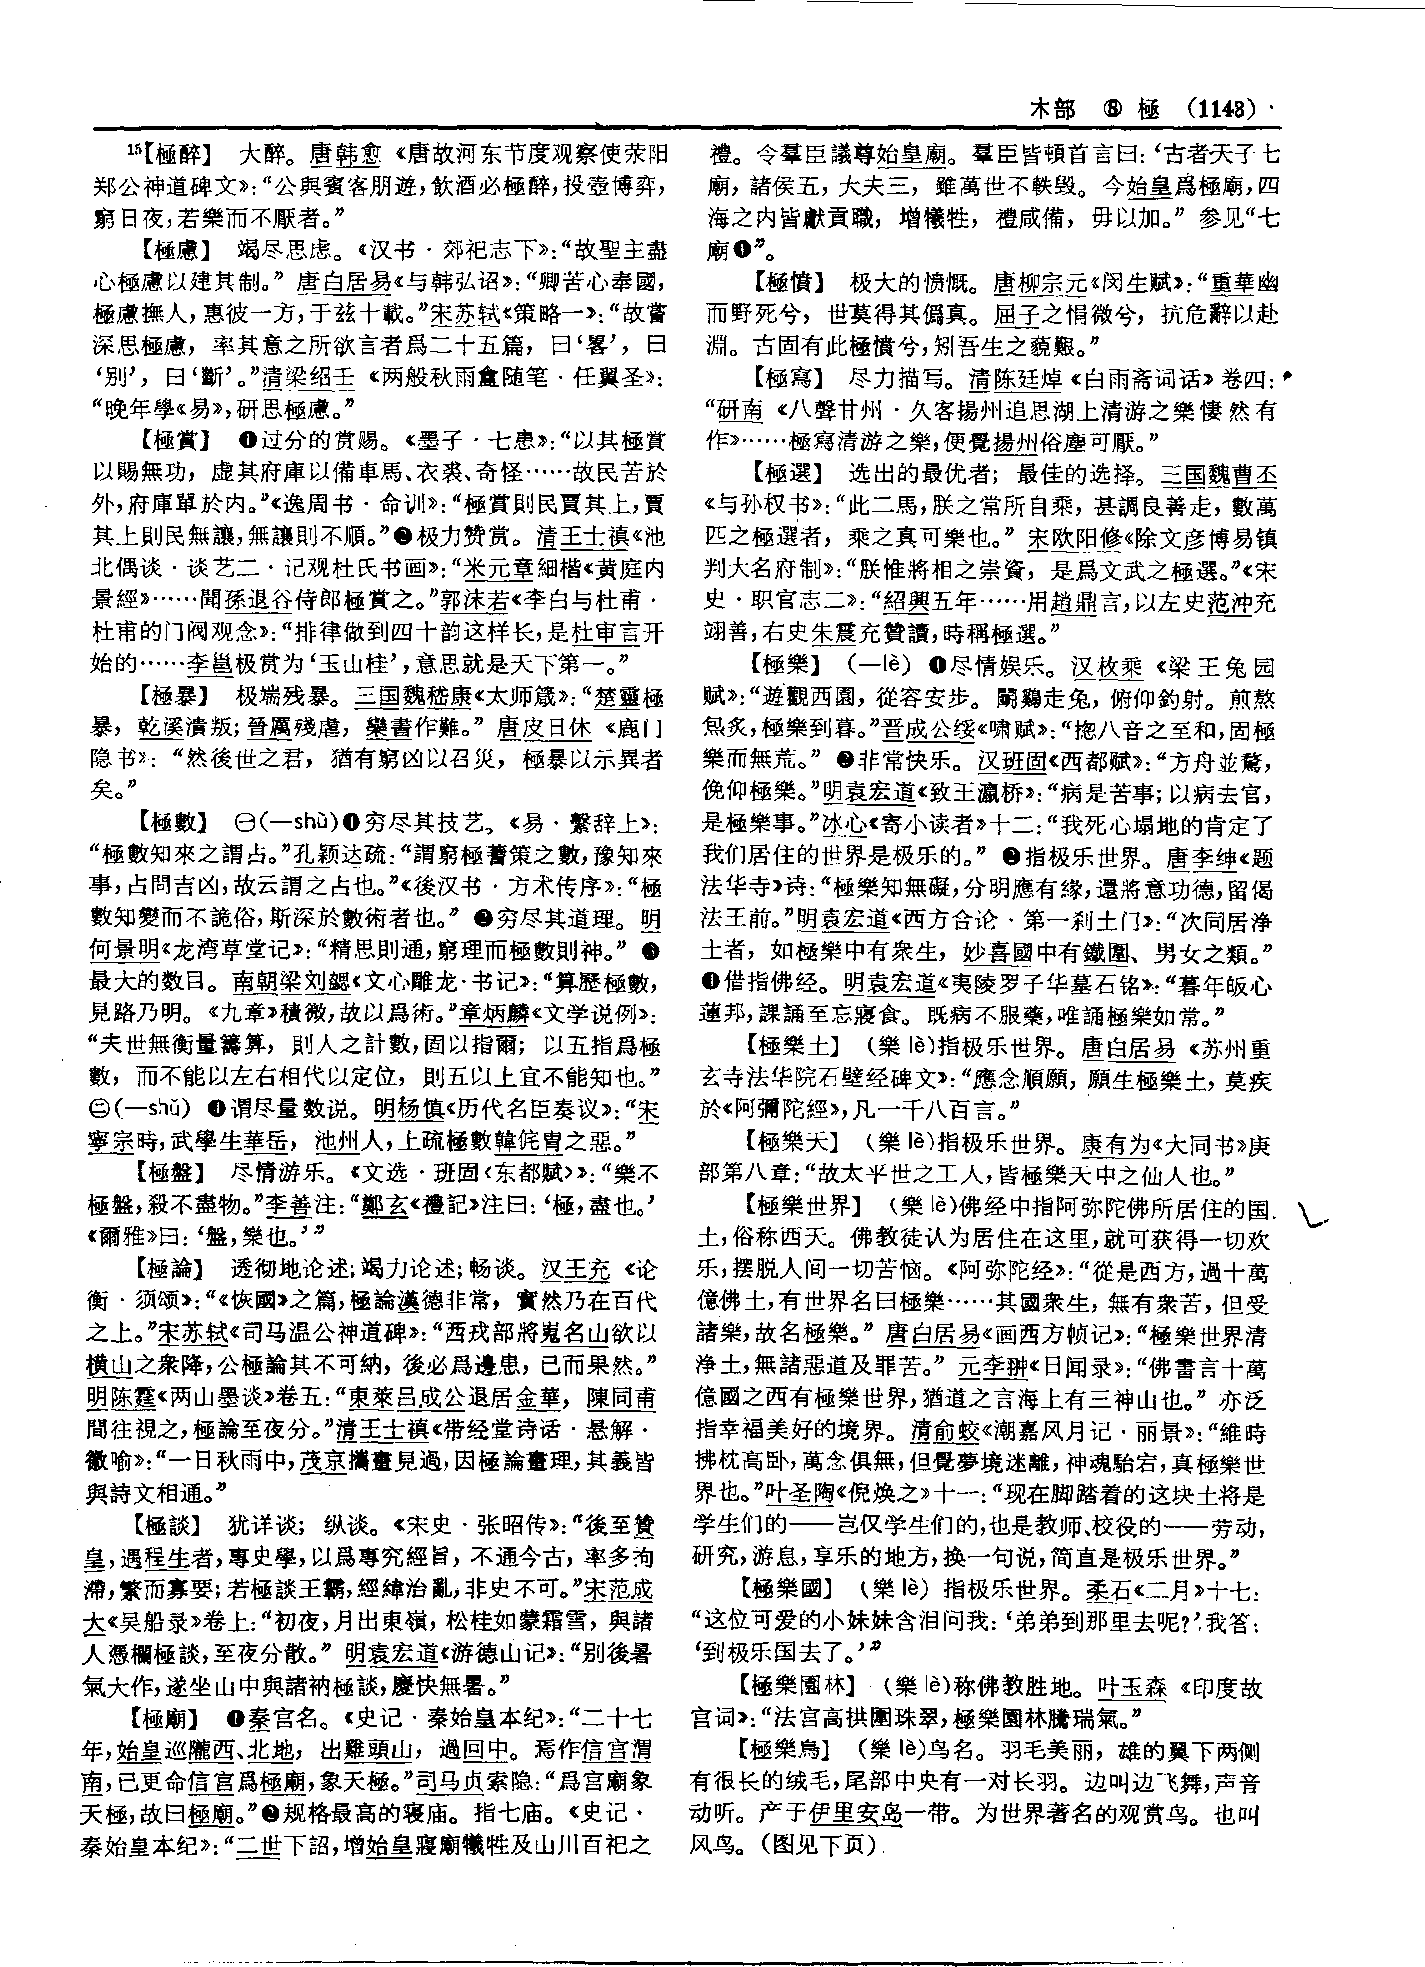 木部 ⑧ 極 (1143)
15【極醉】 大醉。唐韩愈《唐故河东节度观察使荥阳
郑公神道碑文》：“公與賓客朋遊，飲酒必極醉，投壺博弈，
窮日夜，若樂而不厭者。”
【極慮】 竭尽思虑。《汉书·郊祀志下》：“故聖主盡
心極慮以建其制。” 唐白居易《与韩弘诏》：“卿苦心奉國，
極慮撫人，惠彼一方，于兹十載。”宋苏轼《策略一》：“故嘗
深思極慮，率其意之所欲言者爲二十五篇，曰‘畧’，曰
‘别’，曰‘斷’。”清梁绍壬《两般秋雨盦随笔·任翼圣》：
“晚年學《易》，研思極慮。”
【極賞】 ❶过分的赏赐。《墨子·七患》：“以其極賞
以賜無功，虚其府庫以備車馬、衣裘、奇怪……故民苦於
外，府庫單於内。”《逸周书·命训》：“極賞則民賈其上，賈
其上則民無讓，無讓則不順。”❷极力赞赏。清王士禛《池
北偶谈·谈艺二·记观杜氏书画》：“米元章細楷《黄庭内
景經》……聞孫退谷侍郎極賞之。”郭沫若《李白与杜甫·
杜甫的门阀观念》：“排律做到四十韵这样长，是杜审言开
始的……李邕极赏为‘玉山桂’，意思就是天下第一。”
【極暴】 极端残暴。三国魏嵇康《太师箴》：“楚靈極
暴，乾溪潰叛；晉厲殘虐，欒書作難。” 唐皮日休《鹿门
隐书》：“然後世之君，猶有窮凶以召災，極暴以示異者
矣。”
【極數】 ㊀(—shù)❶穷尽其技艺。《易·繫辞上》：
“極數知來之謂占。”孔颖达疏：“謂窮極蓍策之數，豫知來
事，占問吉凶，故云謂之占也。”《後汉书·方术传序》：“極
數知變而不詭俗，斯深於數術者也。” ❷穷尽其道理。明
何景明《龙湾草堂记》：“精思則通，窮理而極數則神。” ❸
最大的数目。南朝梁刘勰《文心雕龙·书记》：“算歷極數，
見路乃明。《九章》積微，故以爲術。”章炳麟《文学说例》：
“夫世無衡量籌算，則人之計數，固以指爾；以五指爲極
數，而不能以左右相代以定位，則五以上宜不能知也。”
㊁(—shǔ) ❶谓尽量数说。明杨慎《历代名臣奏议》：“宋
寧宗時，武學生華岳，池州人，上疏極數韓侂胄之惡。”
【極盤】 尽情游乐。《文选·班固〈东都赋〉》：“樂不
極盤，殺不盡物。”李善注：“鄭玄《禮記》注曰：‘極，盡也。’
《爾雅》曰：‘盤，樂也。’”
【極論】 透彻地论述；竭力论述；畅谈。汉王充《论
衡·须颂》：“《恢國》之篇，極論漢德非常，實然乃在百代
之上。”宋苏轼《司马温公神道碑》：“西戎部將嵬名山欲以
横山之衆降，公極論其不可納，後必爲邊患，已而果然。”
明陈霆《两山墨谈》卷五：“東萊吕成公退居金華，陳同甫
間往視之，極論至夜分。”清王士禛《带经堂诗话·悬解·
徽喻》：“一日秋雨中，茂京攜畫見過，因極論畫理，其義皆
與詩文相通。”
【極談】 犹详谈；纵谈。《宋史·张昭传》：“後至贊
皇，遇程生者，專史學，以爲專究經旨，不通今古，率多拘
滯，繁而寡要；若極談王霸，經緯治亂，非史不可。”宋范成
大《吴船录》卷上：“初夜，月出東嶺，松桂如蒙霜雪，與諸
人憑欄極談，至夜分散。” 明袁宏道《游德山记》：“别後暑
氣大作，遂坐山中與諸衲極談，慶快無暑。”
【極廟】 ❶秦宫名。《史记·秦始皇本纪》：“二十七
年，始皇巡隴西、北地，出雞頭山，過回中。焉作信宫渭
南，已更命信宫爲極廟，象天極。”司马贞索隐：“爲宫廟象
天極，故曰極廟。”❷规格最高的寝庙。指七庙。《史记·
秦始皇本纪》：“二世下詔，增始皇寢廟犧牲及山川百祀之
禮。令羣臣議尊始皇廟。羣臣皆頓首言曰：‘古者天子七
廟，諸侯五，大夫三，雖萬世不軼毁。今始皇爲極廟，四
海之内皆獻貢職，增犧牲，禮咸備，毋以加。” 参见“七
廟❶”。
【極憤】 极大的愤慨。唐柳宗元《闵生赋》：“重華幽
而野死兮，世莫得其僞真。屈子之悁微兮，抗危辭以赴
淵。古固有此極憤兮，矧吾生之藐艱。”
【極寫】 尽力描写。清陈廷焯《白雨斋词话》卷四：
“研南《八聲甘州·久客揚州追思湖上清游之樂悽然有
作》……極寫清游之樂，便覺揚州俗塵可厭。”
【極選】 选出的最优者；最佳的选择。三国魏曹丕
《与孙权书》：“此二馬，朕之常所自乘，甚調良善走，數萬
匹之極選者，乘之真可樂也。” 宋欧阳修《除文彦博易镇
判大名府制》：“朕惟將相之崇資，是爲文武之極選。”《宋
史·职官志二》：“紹興五年……用趙鼎言，以左史范沖充
翊善，右史朱震充贊讀，時稱極選。”
【極樂】 (—lè) ❶尽情娱乐。汉枚乘《梁王兔园
赋》：“遊觀西園，從容安步。鬭鷄走兔，俯仰釣射。煎熬
炰炙，極樂到暮。”晋成公绥《啸赋》：“揔八音之至和，固極
樂而無荒。” ❷非常快乐。汉班固《西都赋》：“方舟並騖，
俛仰極樂。”明袁宏道《致王瀛桥》：“病是苦事；以病去官，
是極樂事。”冰心《寄小读者》十二：“我死心塌地的肯定了
我们居住的世界是极乐的。” ❸指极乐世界。唐李绅《题
法华寺》诗：“極樂知無礙，分明應有緣，還將意功德，留偈
法王前。”明袁宏道《西方合论·第一刹土门》：“次同居净
土者，如極樂中有衆生，妙喜國中有鐵圍、男女之類。”
❹借指佛经。明袁宏道《夷陵罗子华墓石铭》：“暮年皈心
蓮邦，課誦至忘寢食。既病不服藥，唯誦極樂如常。”
【極樂土】 (樂lè)指极乐世界。唐白居易《苏州重
玄寺法华院石壁经碑文》：“應念順願，願生極樂土，莫疾
於《阿彌陀經》，凡一千八百言。”
【極樂天】 (樂lè)指极乐世界。康有为《大同书》庚
部第八章：“故太平世之工人，皆極樂天中之仙人也。”
【極樂世界】 (樂lè)佛经中指阿弥陀佛所居住的国
土，俗称西天。佛教徒认为居住在这里，就可获得一切欢
乐，摆脱人间一切苦恼。《阿弥陀经》：“從是西方，過十萬
億佛土，有世界名曰極樂……其國衆生，無有衆苦，但受
諸樂，故名極樂。” 唐白居易《画西方帧记》：“極樂世界清
浄土，無諸惡道及罪苦。” 元李翀《日闻录》：“佛書言十萬
億國之西有極樂世界，猶道之言海上有三神山也。” 亦泛
指幸福美好的境界。清俞蛟《潮嘉风月记·丽景》：“維時
拂枕高卧，萬念俱無，但覺夢境迷離，神魂駘宕，真極樂世
界也。”叶圣陶《倪焕之》十一：“现在脚踏着的这块土将是
学生们的——岂仅学生们的，也是教师、校役的——劳动，
研究，游息，享乐的地方，换一句说，简直是极乐世界。”
【極樂國】 (樂lè) 指极乐世界。柔石《二月》十七：
“这位可爱的小妹妹含泪问我：‘弟弟到那里去呢？’我答：
‘到极乐国去了。’”
【極樂園林】 (樂lè)称佛教胜地。叶玉森《印度故
宫词》：“法宫高拱圍珠翠，極樂園林騰瑞氣。”
【極樂鳥】 (樂lè)鸟名。羽毛美丽，雄的翼下两侧
有很长的绒毛，尾部中央有一对长羽。边叫边飞舞，声音
动听。产于伊里安岛一带。为世界著名的观赏鸟。也叫
风鸟。(图见下页)